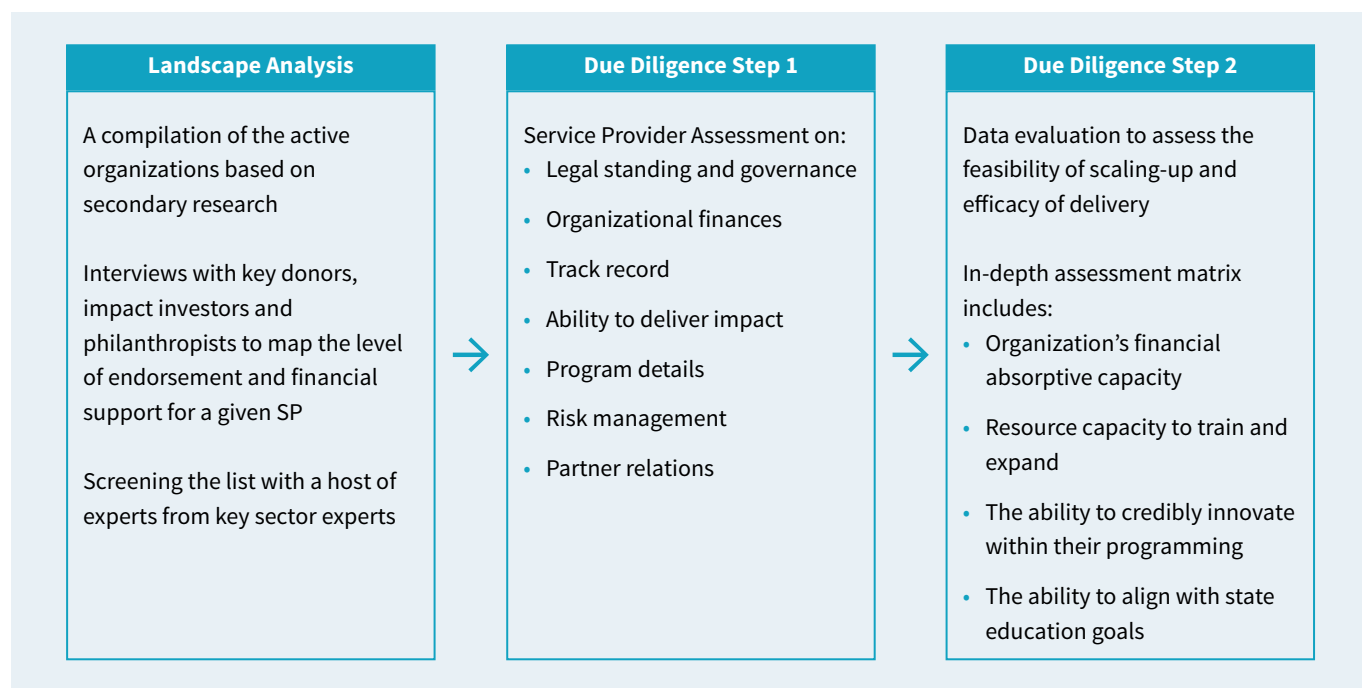 Landscape Analysis
A compilation of the active
organizations based on
secondary research
Interviews with key donors,
impact investors and
philanthropists to map the level
of endorsement and financial
support for a given SP
Screening the list with a host of
experts from key sector experts
Due Diligence Step 1
Service Provider Assessment on:
• Legal standing and governance
• Organizational finances
• Track record
• Ability to deliver impact
• Program details
• Risk management
• Partner relations
Due Diligence Step 2
Data evaluation to assess the
feasibility of scaling-up and
efficacy of delivery
In-depth assessment matrix
includes:
• Organization’s financial
absorptive capacity
• Resource capacity to train and
expand
• The ability to credibly innovate
within their programming
• The ability to align with state
education goals